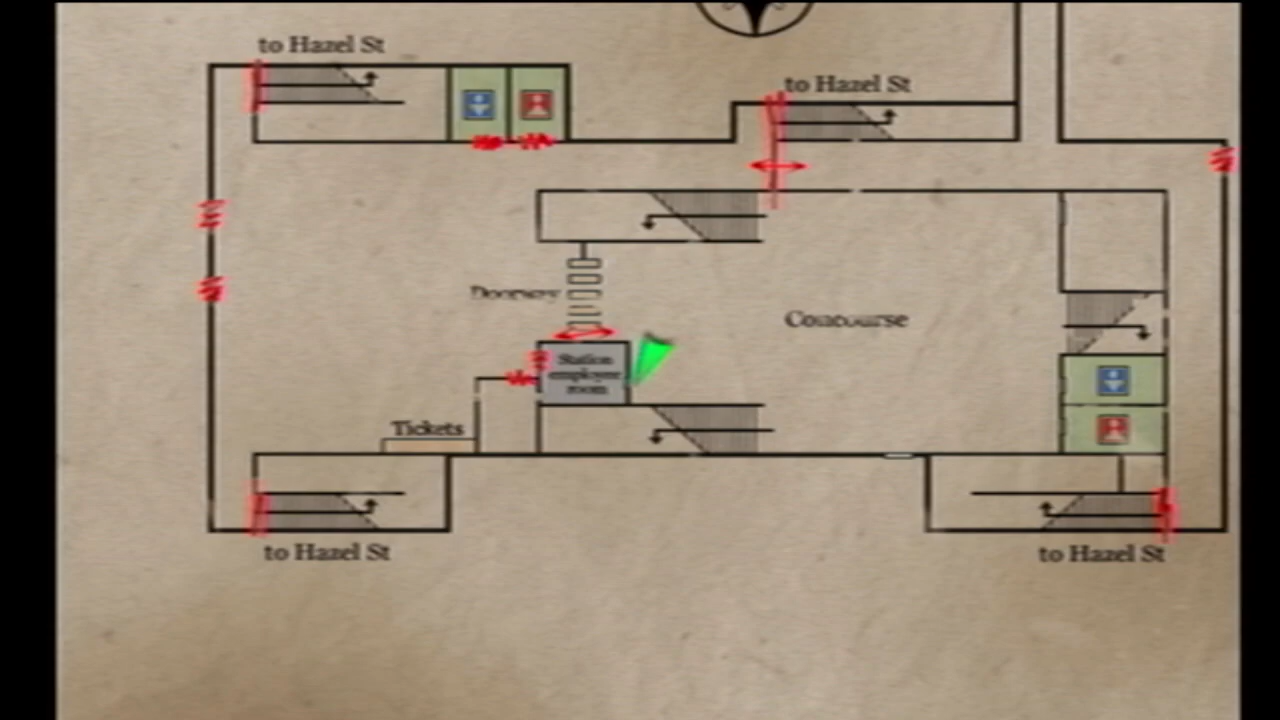 to Hazel St
to Hazel St
Doorway
Concourse
Station
employee
room
Tickets
to Hazel St
to Hazel St